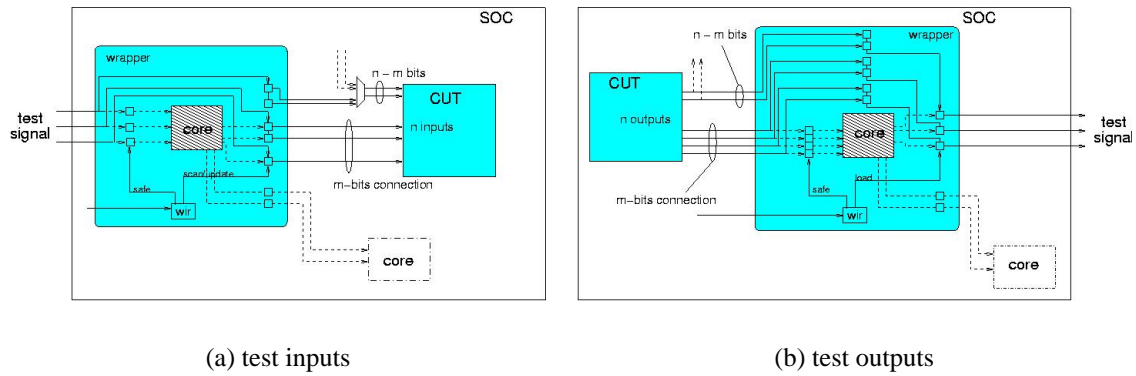 SOC
wrapper
n – m bits
CUT
test
signal
core
n inputs
scan/update
m–bits connection
safe
wir
core
(a) test inputs
SOC
n – m bits
wrapper
CUT
n outputs
core
test
signal
m–bits connection
safe
load
wir
core
(b) test outputs